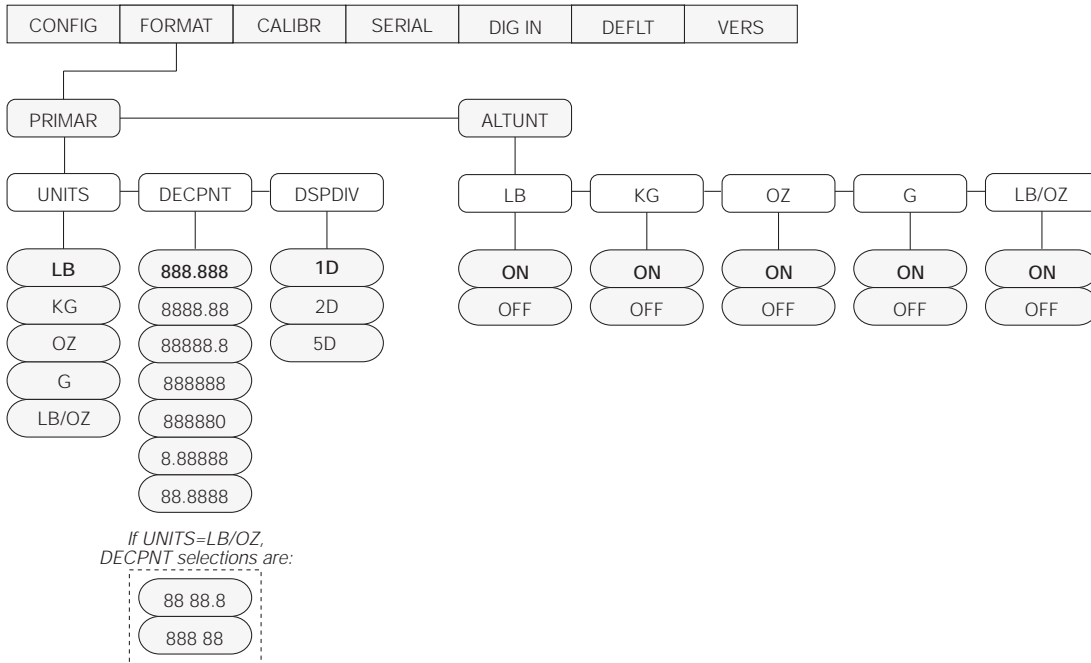 CONFIG FORMAT CALIBR SERIAL DIG IN DEFLT VERS
PRIMAR ALTUNT
UNITS DECPNT DSPDIV LB KG OZ G LB/OZ
LB 888.888 1D ON ON ON ON ON
KG 8888.88 2D OFF OFF OFF OFF OFF
OZ 88888.8 5D
G 888888
LB/OZ 888880
8.88888
88.8888
If UNITS=LB/OZ,
DECPNT selections are:
88 88.8
888 88